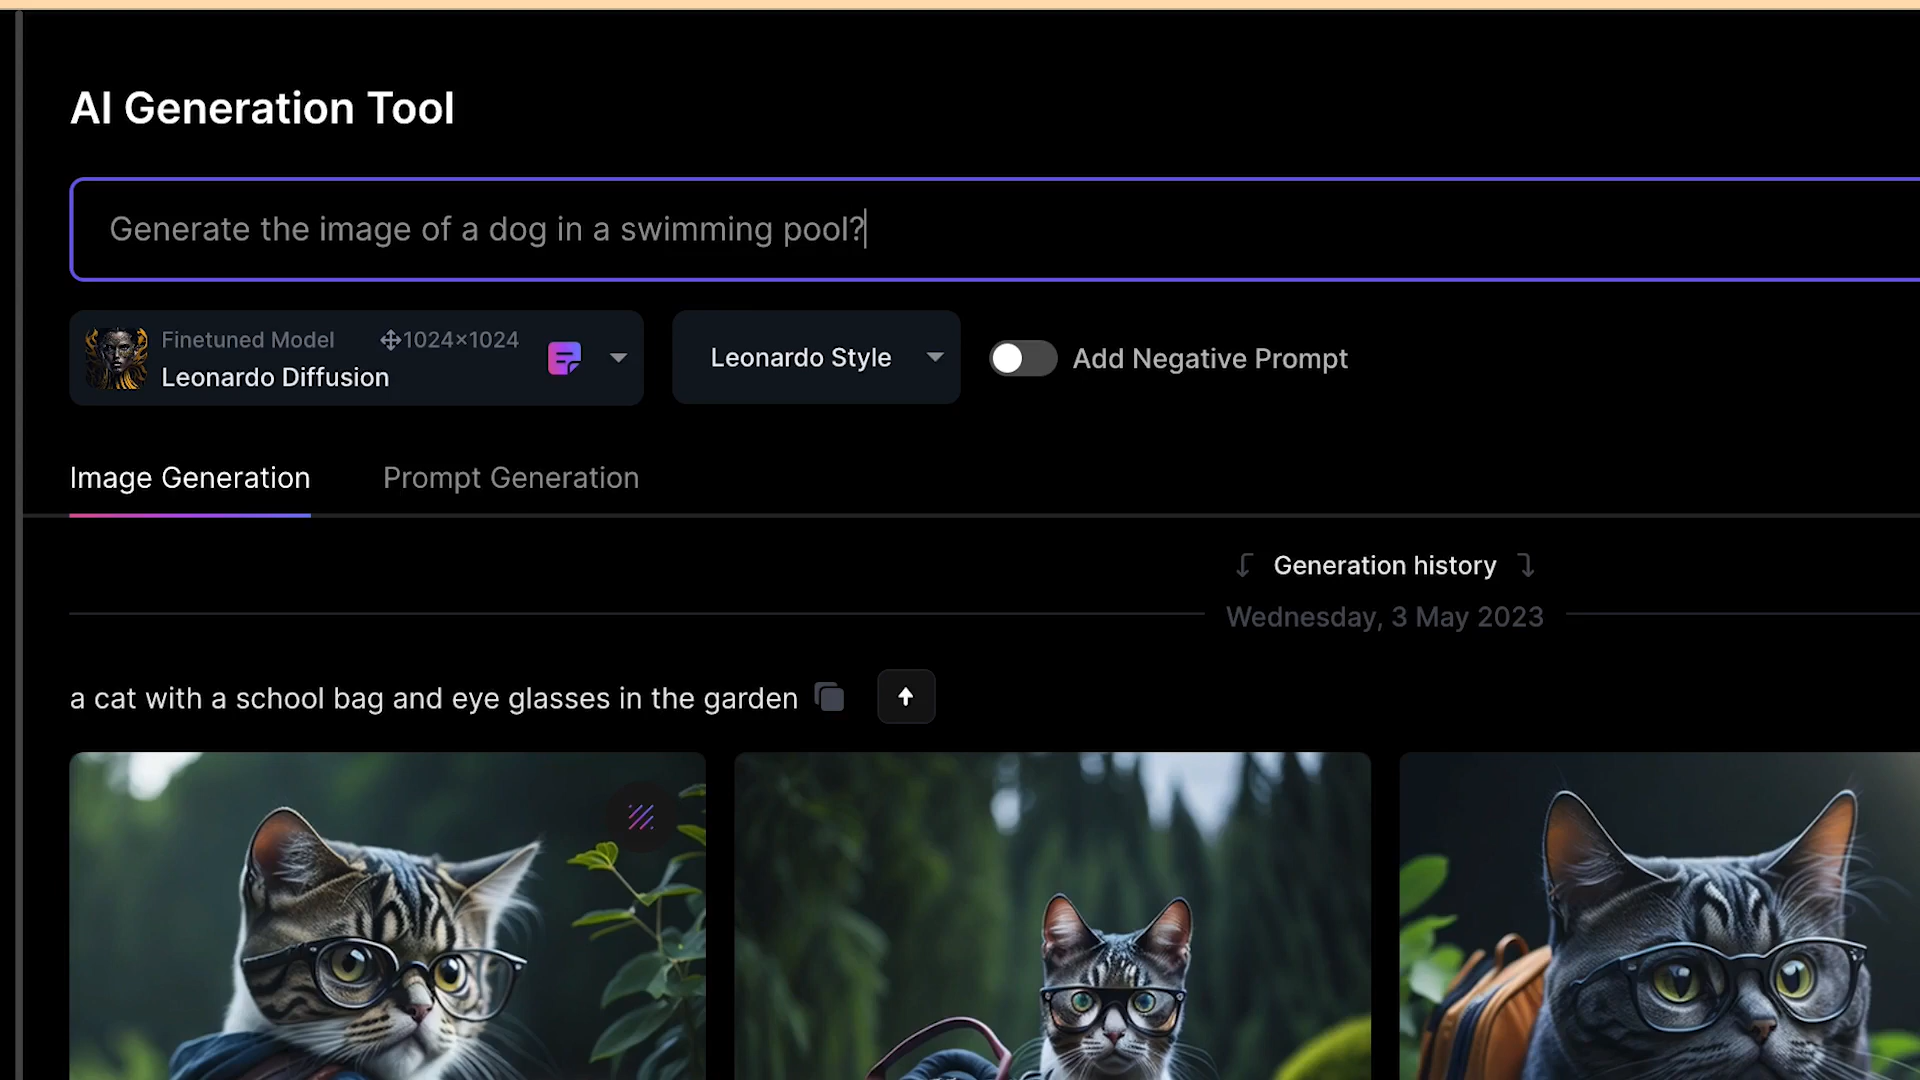 AI Generation Tool
Generate the image of a dog in a swimming pool?
Finetuned Model 1024×1024
Leonardo Diffusion
Leonardo Style
Add Negative Prompt
Image Generation Prompt Generation
Generation history
Wednesday, 3 May 2023
a cat with a school bag and eye glasses in the garden